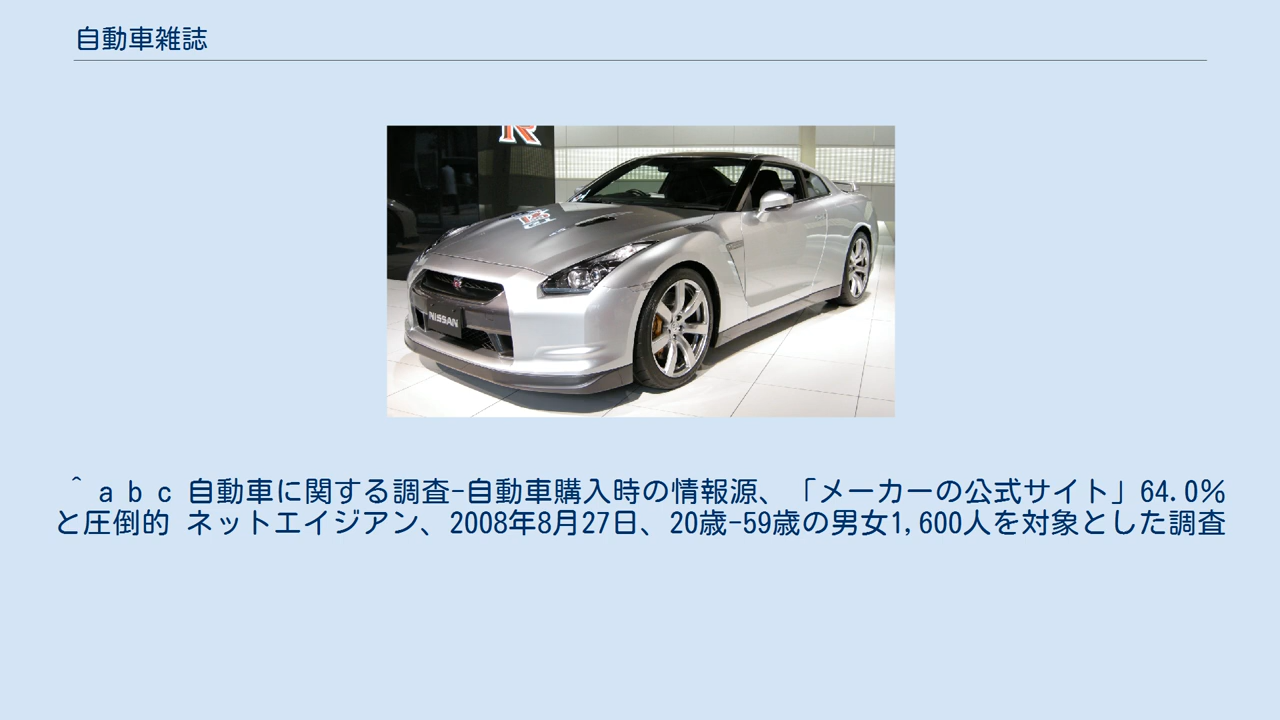 自動車雑誌
R
NISSAN
^ a b c 自動車に関する調査-自動車購入時の情報源、「メーカーの公式サイト」64.0%
と圧倒的 ネットエイジアン、2008年8月27日、20歳-59歳の男女1,600人を対象とした調査